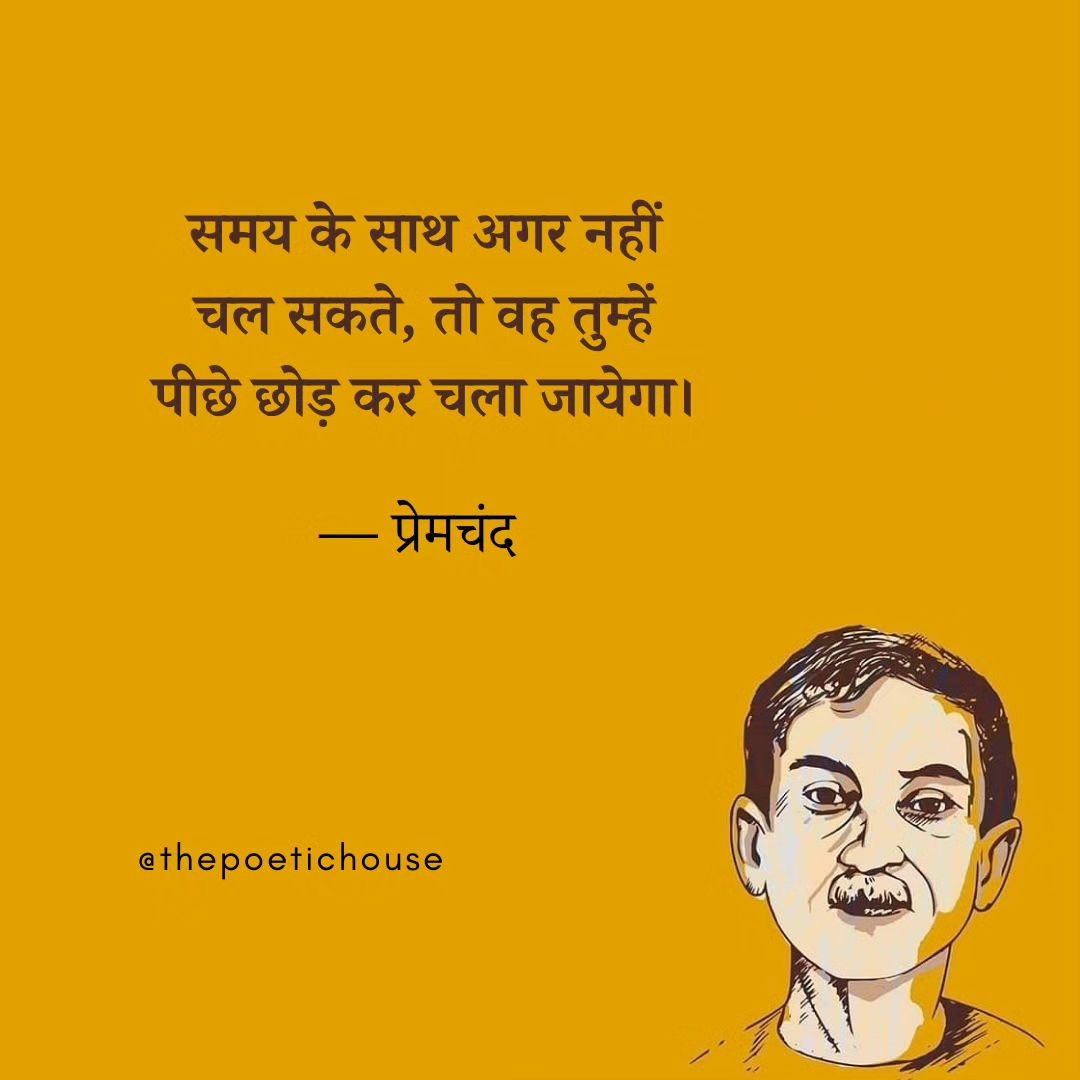 समय के साथ अगर नहीं
चल सकते, तो वह तुम्हें
पीछे छोड़ कर चला जायेगा।
— प्रेमचंद
@thepoetichouse